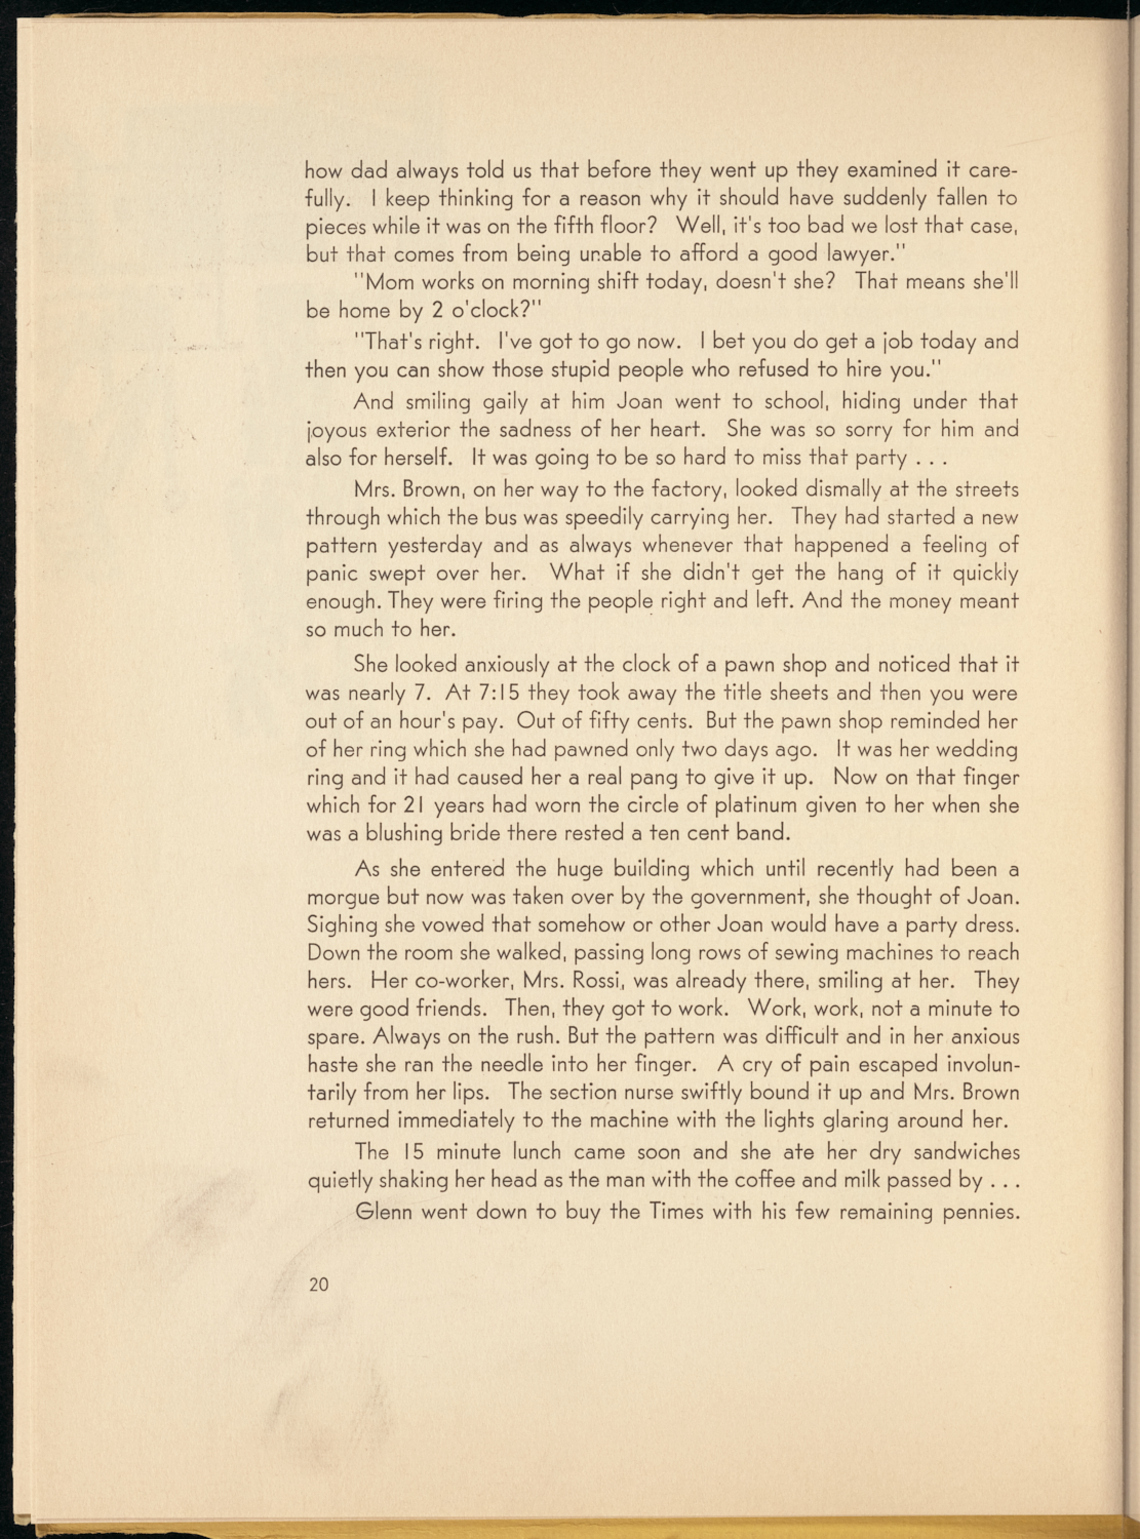 how dad always told us that before they went up they examined it care-
fully. I keep thinking for a reason why it should have suddenly fallen to
pieces while it was on the fifth floor? Well, it's too bad we lost that case,
but that comes from being unable to afford a good lawyer."
"Mom works on morning shift today, doesn't she? That means she'll
be home by 2 o'clock?"
"That's right. I've got to go now. I bet you do get a job today and
then you can show those stupid people who refused to hire you."
And smiling gaily at him Joan went to school, hiding under that
joyous exterior the sadness of her heart. She was so sorry for him and
also for herself. It was going to be so hard to miss that party . . .
Mrs. Brown, on her way to the factory, looked dismally at the streets
through which the bus was speedily carrying her. They had started a new
pattern yesterday and as always whenever that happened a feeling of
panic swept over her. What if she didn't get the hang of it quickly
enough. They were firing the people right and left. And the money meant
so much to her.
She looked anxiously at the clock of a pawn shop and noticed that it
was nearly 7. At 7:15 they took away the title sheets and then you were
out of an hour's pay. Out of fifty cents. But the pawn shop reminded her
of her ring which she had pawned only two days ago. It was her wedding
ring and it had caused her a real pang to give it up. Now on that finger
which for 21 years had worn the circle of platinum given to her when she
was a blushing bride there rested a ten cent band.
As she entered the huge building which until recently had been a
morgue but now was taken over by the government, she thought of Joan.
Sighing she vowed that somehow or other Joan would have a party dress.
Down the room she walked, passing long rows of sewing machines to reach
hers. Her co-worker, Mrs. Rossi, was already there, smiling at her. They
were good friends. Then, they got to work. Work, work, not a minute to
spare. Always on the rush. But the pattern was difficult and in her anxious
haste she ran the needle into her finger. A cry of pain escaped involun-
tarily from her lips. The section nurse swiftly bound it up and Mrs. Brown
returned immediately to the machine with the lights glaring around her.
The 15 minute lunch came soon and she ate her dry sandwiches
quietly shaking her head as the man with the coffee and milk passed by . . .
Glenn went down to buy the Times with his few remaining pennies.
20